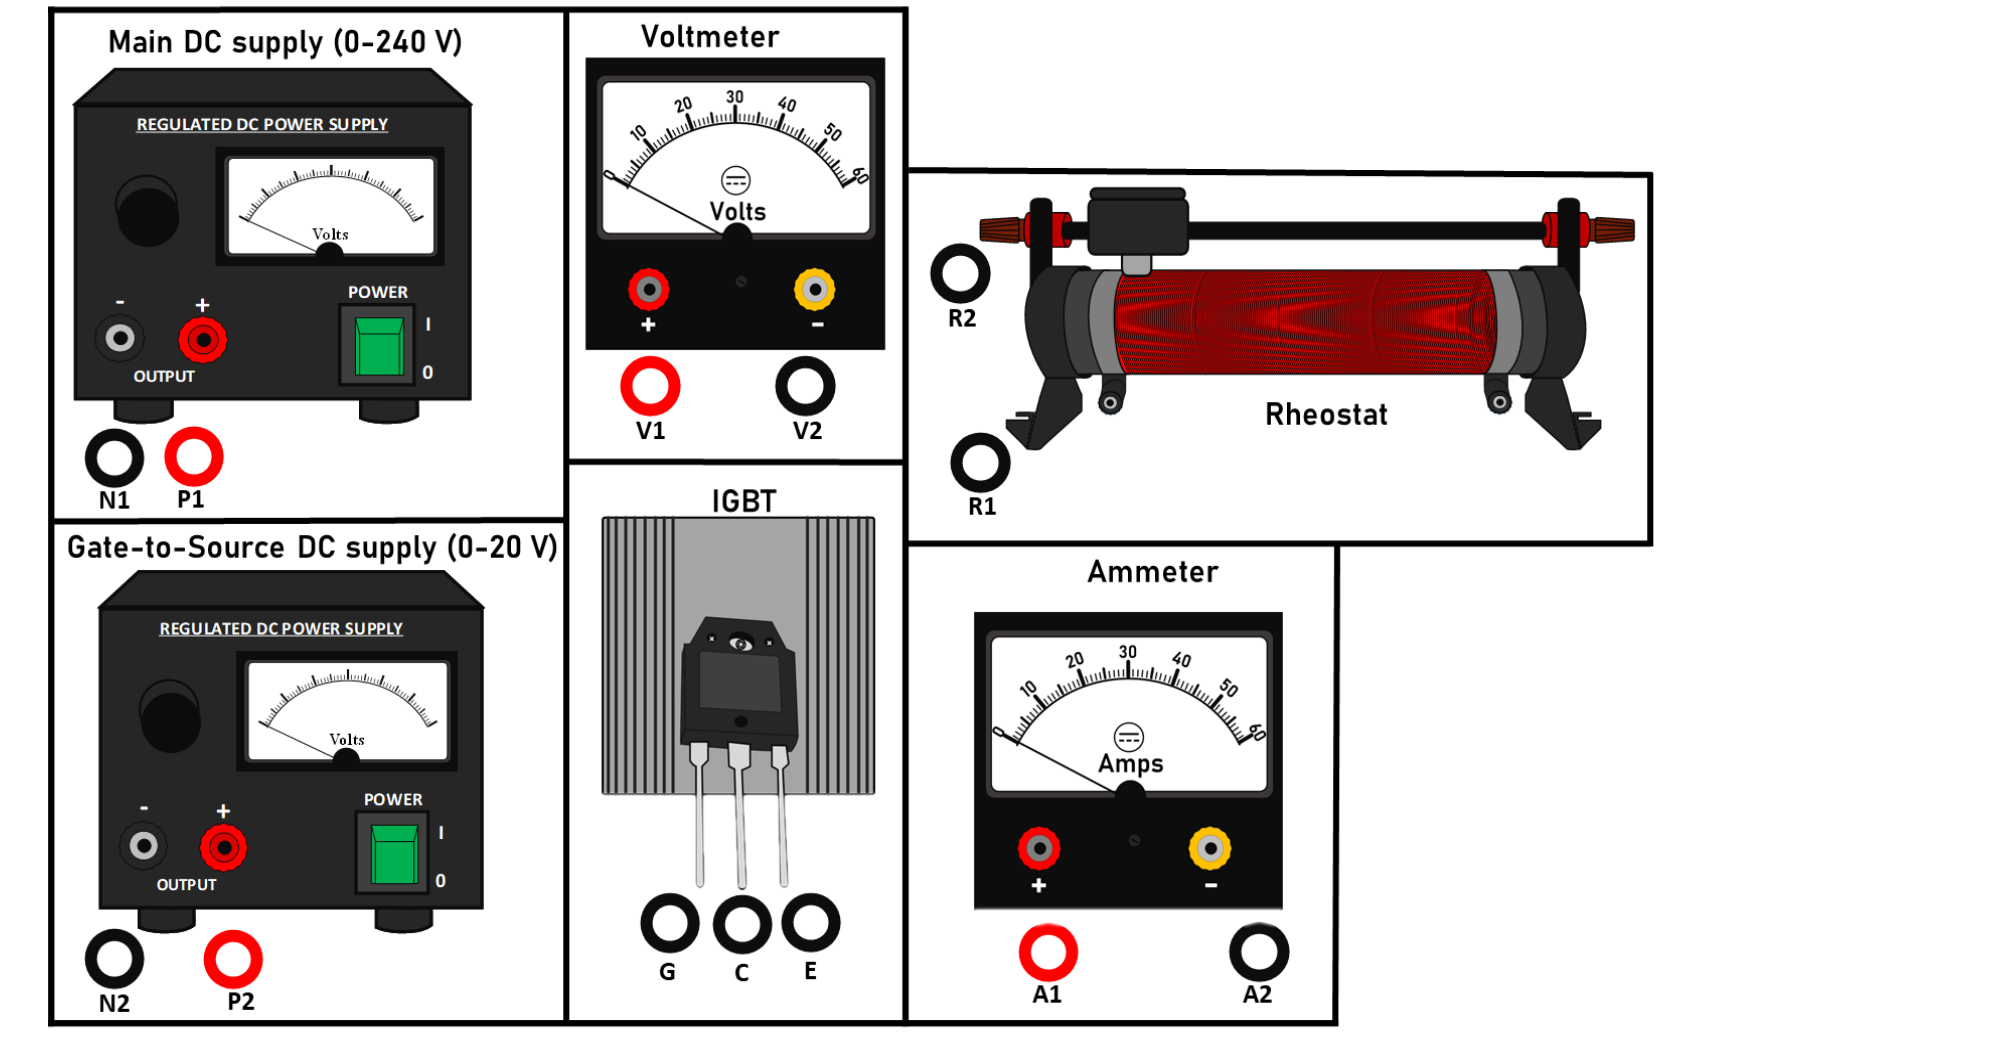 Main DC supply (0-240 V)
REGULATED DC POWER SUPPLY
Volts
POWER
- +
I
OUTPUT
0
N1 P1
Voltmeter
0 10 20 30 40 50 60
Volts
+ -
V1 V2
R2
Rheostat
R1
Gate-to-Source DC supply (0-20 V)
REGULATED DC POWER SUPPLY
Volts
POWER
- +
I
OUTPUT
0
N2 P2
IGBT
G C E
Ammeter
0 10 20 30 40 50 60
Amps
+ -
A1 A2